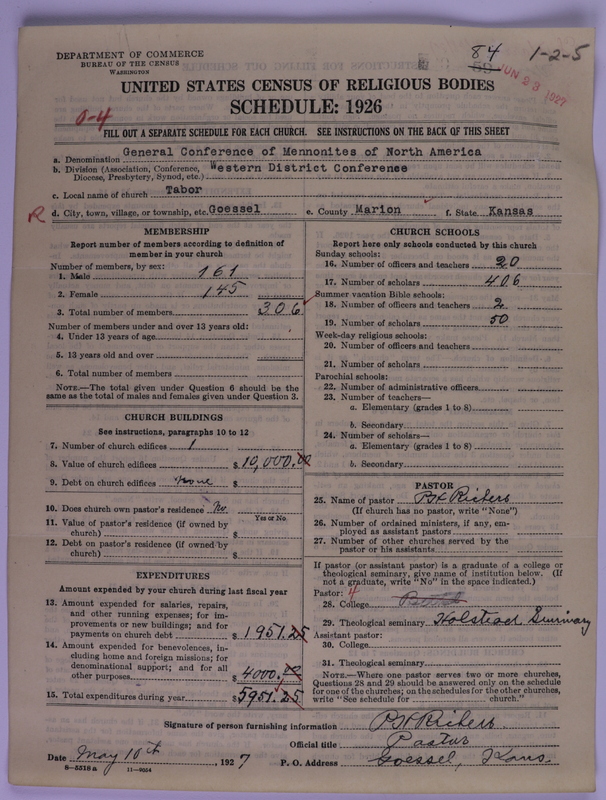 DEPARTMENT OF COMMERCE
BUREAU OF THE CENSUS
WASHINGTON
84
59
1-2-5
JUN 23 1927
UNITED STATES CENSUS OF RELIGIOUS BODIES
SCHEDULE: 1926
0-4
FILL OUT A SEPARATE SCHEDULE FOR EACH CHURCH. SEE INSTRUCTIONS ON THE BACK OF THIS SHEET
a. Denomination General Conference of Mennonites of North America
b. Division (Association, Conference, Diocese, Presbytery, Synod, etc.) Western District Conference
c. Local name of church Tabor
R d. City, town, village, or township, etc. Goessel e. County Marion f. State Kansas
MEMBERSHIP
Report number of members according to definition of
member in your church
Number of members, by sex:
1. Male 161
2. Female 145
3. Total number of members 306
Number of members under and over 13 years old:
4. Under 13 years of age
5. 13 years old and over
6. Total number of members
NOTE.—The total given under Question 6 should be the
same as the total of males and females given under Question 3.
CHURCH BUILDINGS
See instructions, paragraphs 10 to 12
7. Number of church edifices 1
8. Value of church edifices $ 10,000.00
9. Debt on church edifices None $
10. Does church own pastor's residence No.
Yes or No
11. Value of pastor's residence (if owned by
church) $
12. Debt on pastor's residence (if owned by
church) $
EXPENDITURES
Amount expended by your church during last fiscal year
13. Amount expended for salaries, repairs,
and other running expenses; for im-
provements or new buildings; and for
payments on church debt $ 1951.25
14. Amount expended for benevolences, in-
cluding home and foreign missions; for
denominational support; and for all
other purposes $ 4000.00
15. Total expenditures during year $ 5951.25
CHURCH SCHOOLS
Report here only schools conducted by this church
Sunday schools:
16. Number of officers and teachers 20
17. Number of scholars 406
Summer vacation Bible schools:
18. Number of officers and teachers 2
19. Number of scholars 50
Week-day religious schools:
20. Number of officers and teachers
21. Number of scholars
Parochial schools:
22. Number of administrative officers
23. Number of teachers—
a. Elementary (grades 1 to 8)
b. Secondary
24. Number of scholars—
a. Elementary (grades 1 to 8)
b. Secondary
PASTOR
25. Name of pastor P H Richert
(If church has no pastor, write "None")
26. Number of ordained ministers, if any, em-
ployed as assistant pastors
27. Number of other churches served by the
pastor or his assistants
If pastor (or assistant pastor) is a graduate of a college or
theological seminary, give name of institution below. (If
not a graduate, write "No" in the space indicated.)
Pastor: 4
28. College
29. Theological seminary Halstead Seminary
Assistant pastor:
30. College
31. Theological seminary
NOTE.—Where one pastor serves two or more churches,
Questions 28 and 29 should be answered only on the schedule
for one of the churches; on the schedules for the other churches,
write "See schedule for church."
Signature of person furnishing information P H Richert
Official title Pastor
Date May 10th, 1927 P. O. Address Goessel, Kans
8—5518a 11—9054